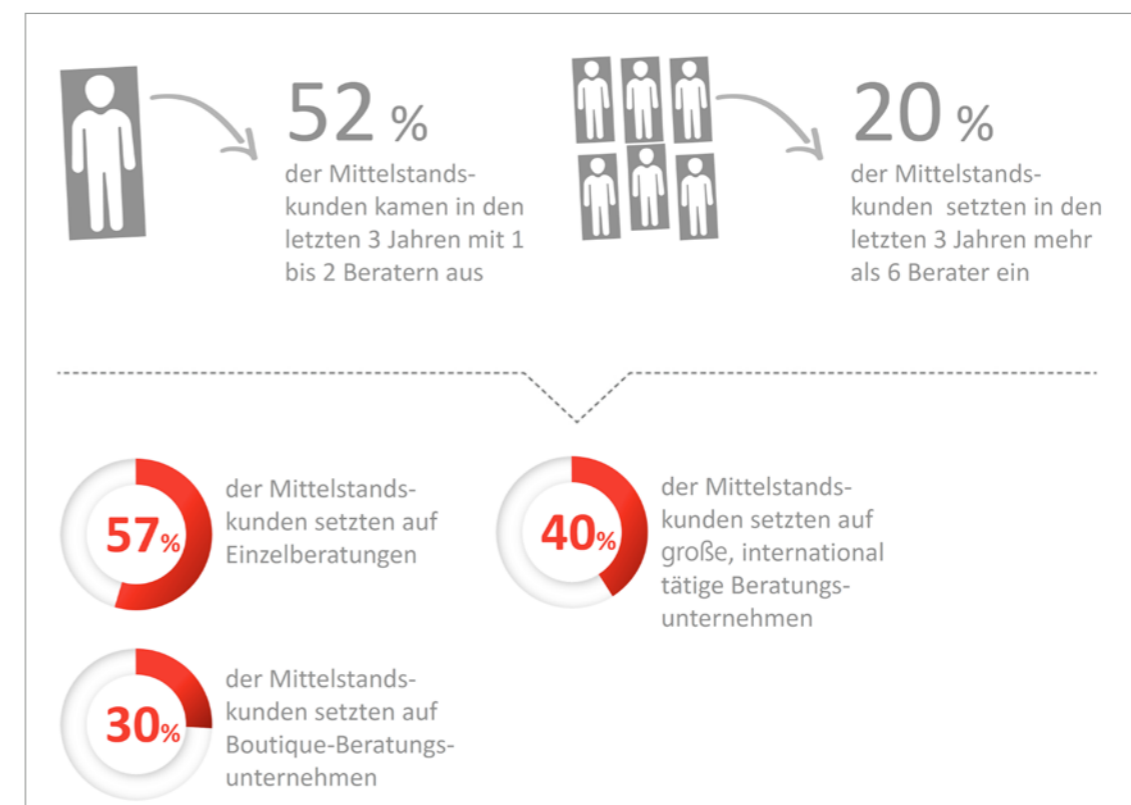 52 %
der Mittelstands-
kunden kamen in den
letzten 3 Jahren mit 1
bis 2 Beratern aus
20 %
der Mittelstands-
kunden setzten in den
letzten 3 Jahren mehr
als 6 Berater ein
57%
der Mittelstands-
kunden setzten auf
Einzelberatungen
40%
der Mittelstands-
kunden setzten auf
große, international
tätige Beratungs-
unternehmen
30%
der Mittelstands-
kunden setzten auf
Boutique-Beratungs-
unternehmen